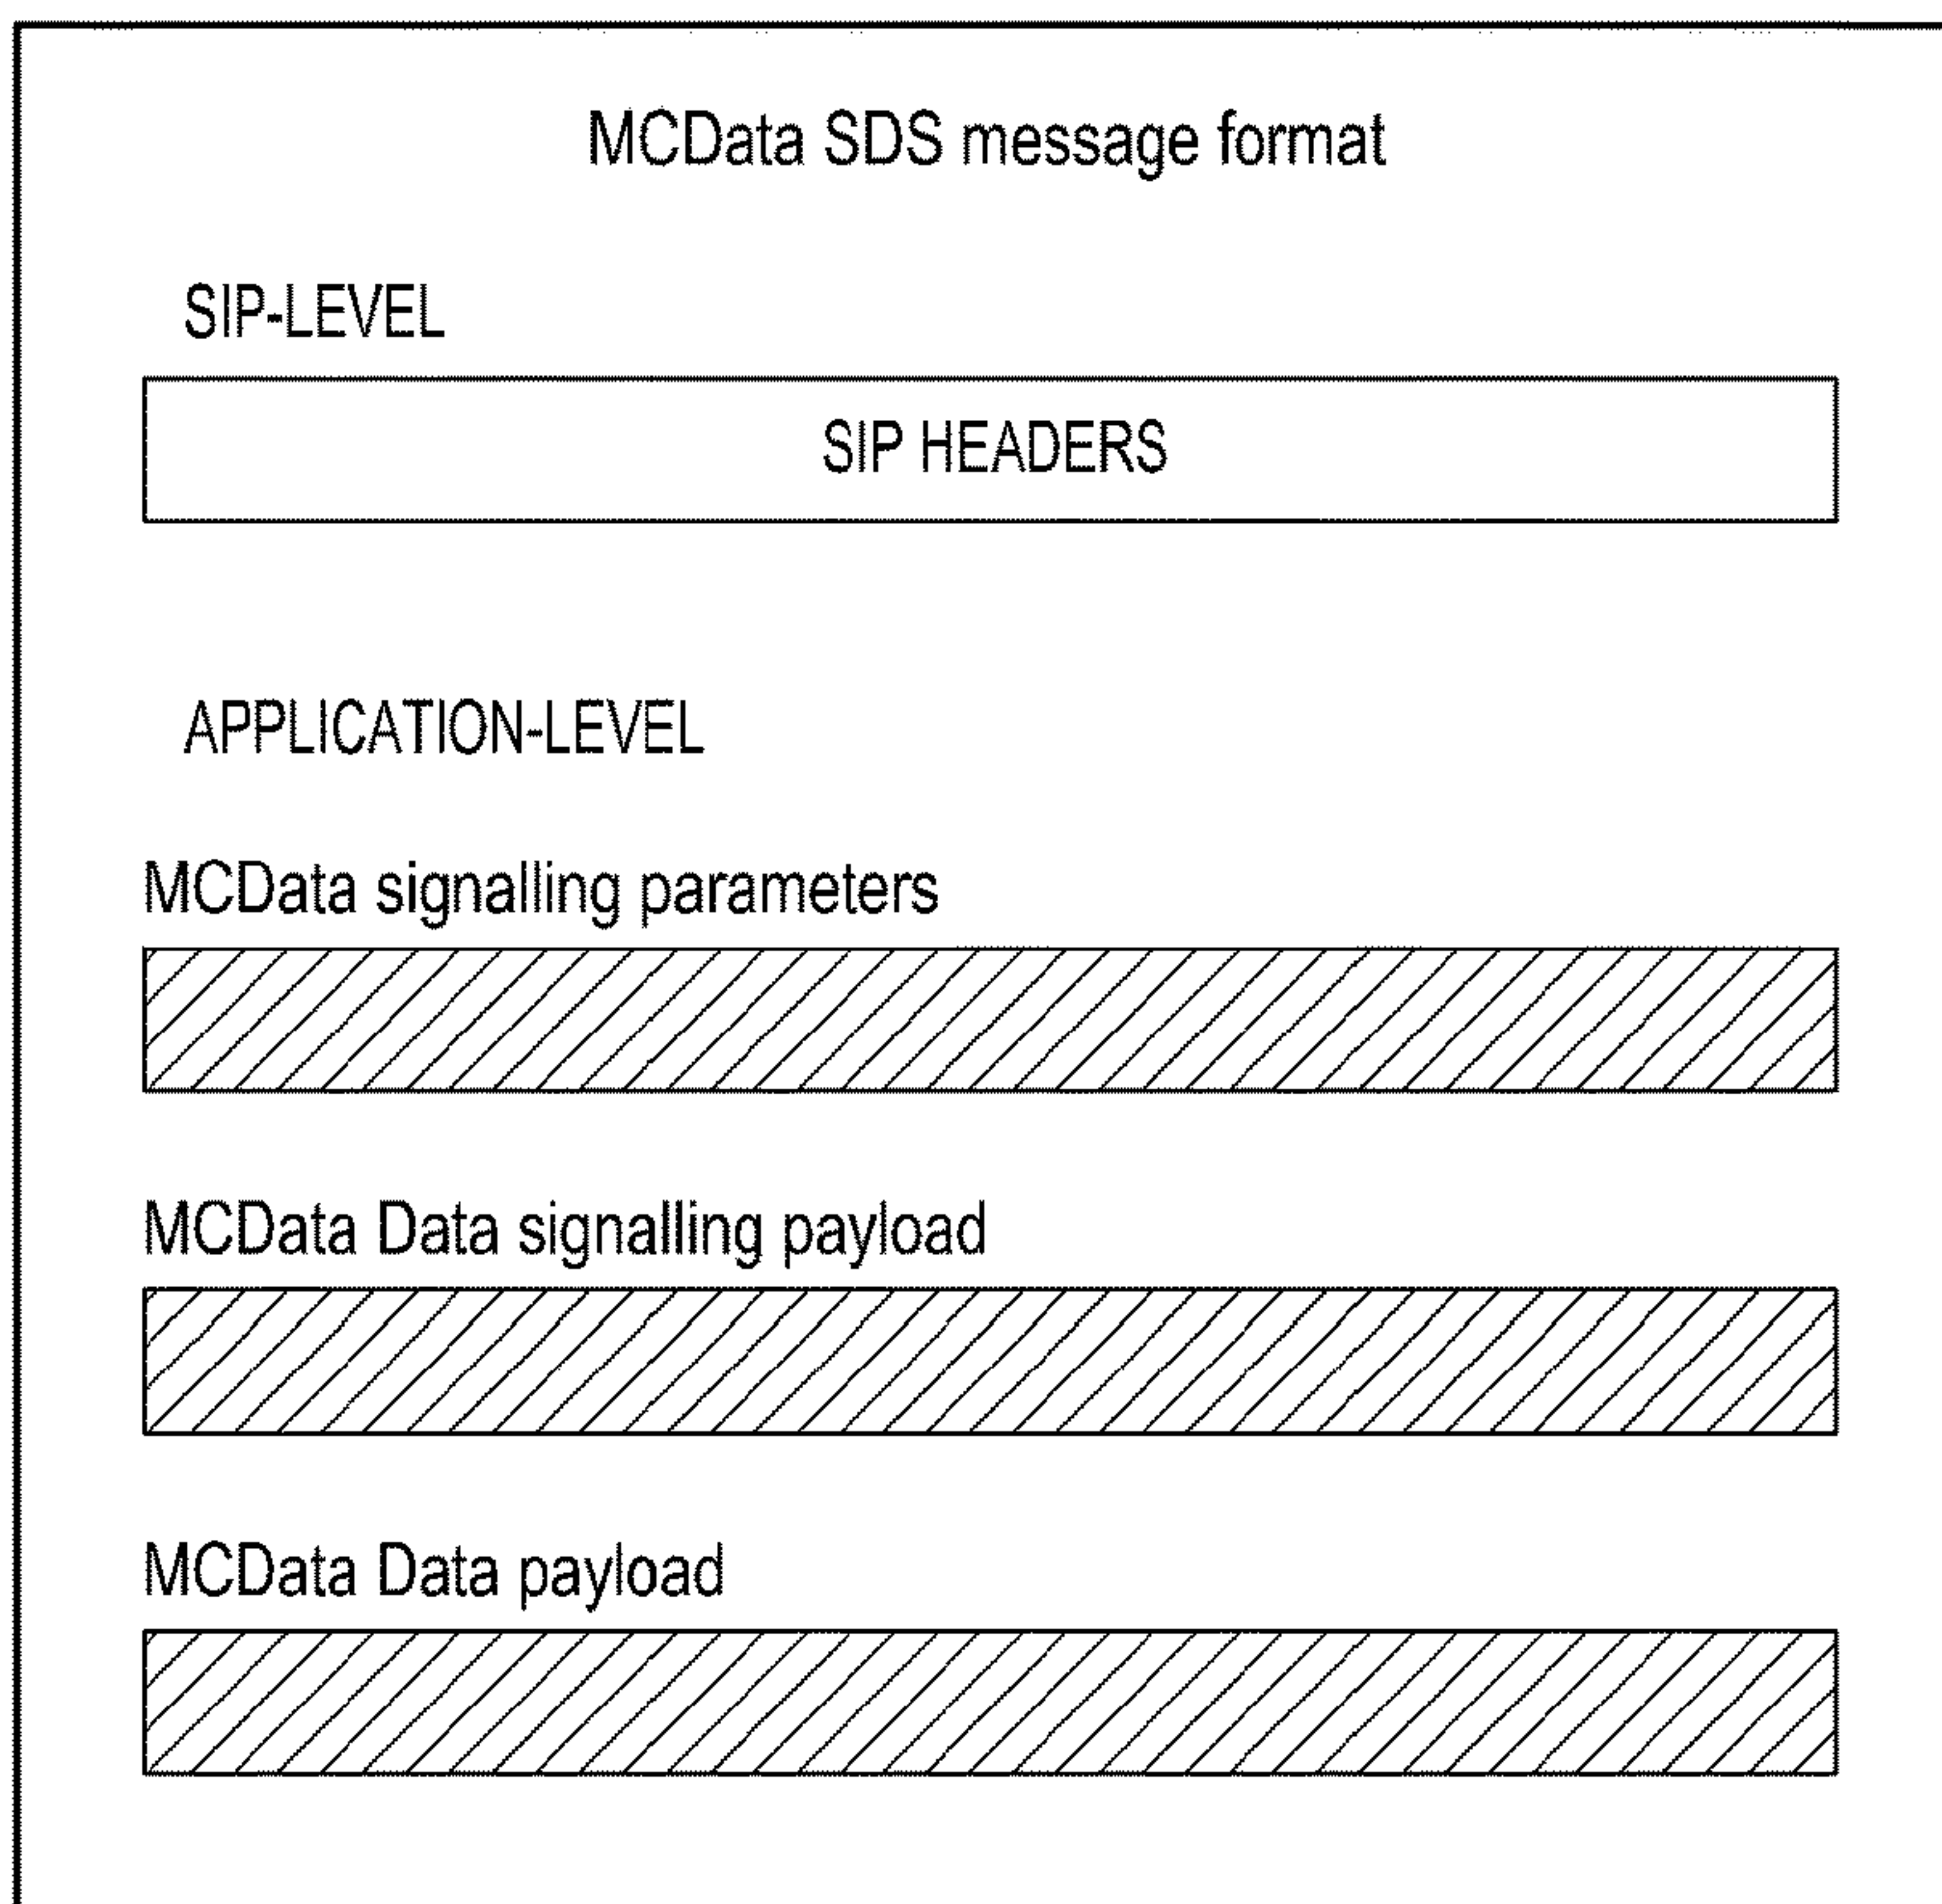 MCData SDS message format
SIP-LEVEL
SIP HEADERS
APPLICATION-LEVEL
MCData signalling parameters
MCData Data signalling payload
MCData Data payload